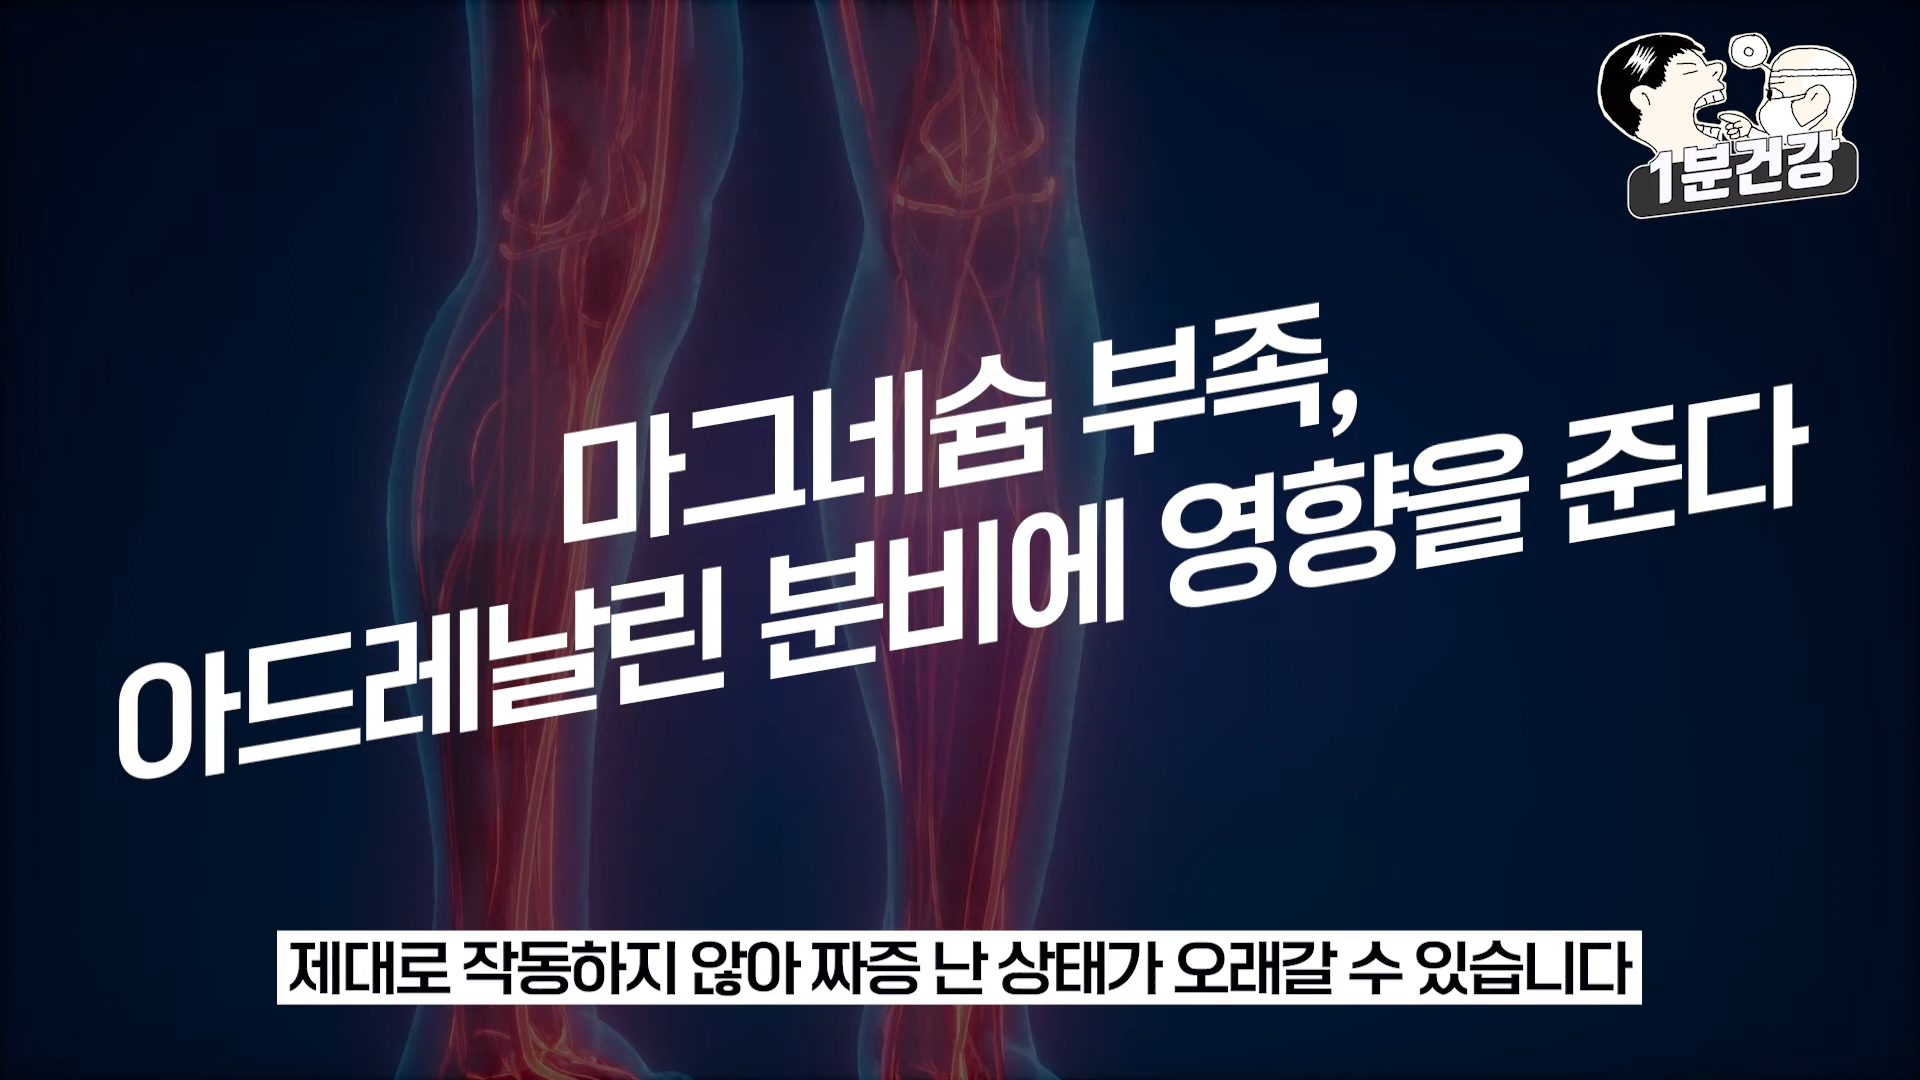 1분건강
마그네슘 부족,
아드레날린 분비에 영향을 준다
제대로 작동하지 않아 짜증 난 상태가 오래갈 수 있습니다